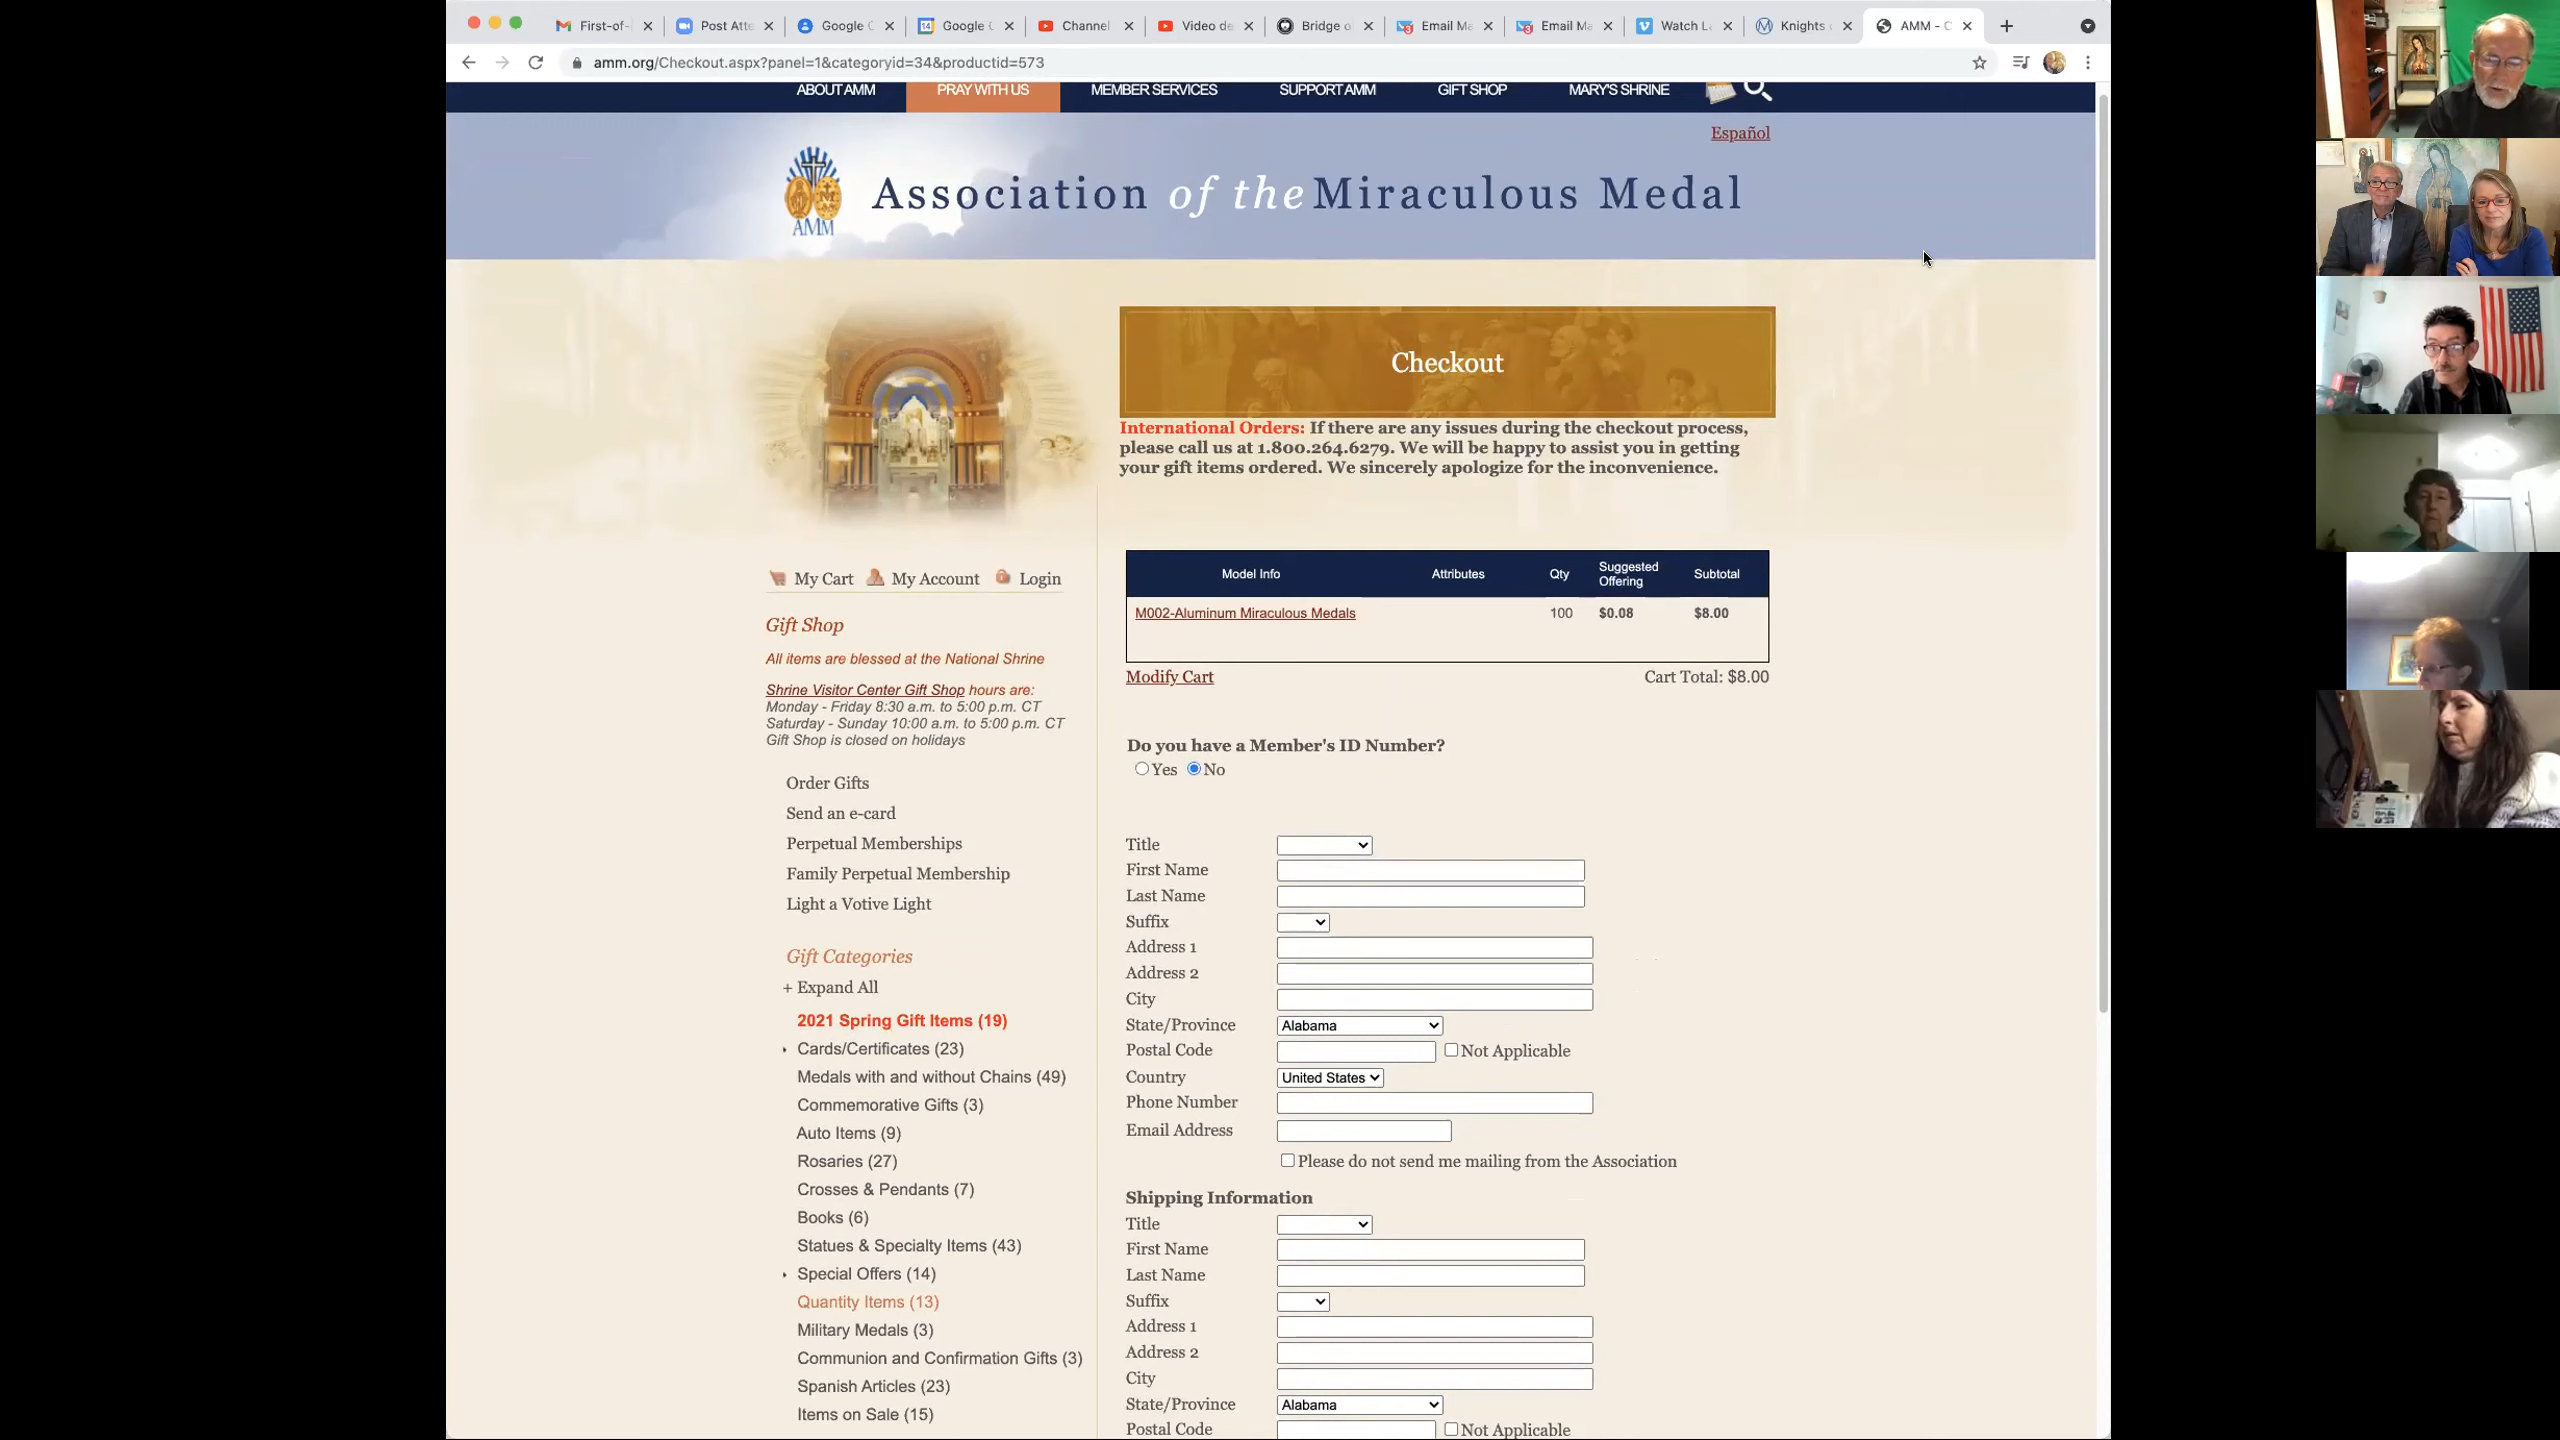 First-of-
Post Atte
Google C
Google C
Channel
Video de
Bridge o
Email Ma
Email Ma
Watch L
Knights
AMM - C
amm.org/Checkout.aspx?panel=1&categoryid=34&productid=573
ABOUT AMM
PRAY WITH US
MEMBER SERVICES
SUPPORT AMM
GIFT SHOP
MARY'S SHRINE
Español
AMM
Association of the Miraculous Medal
Checkout
International Orders: If there are any issues during the checkout process,
please call us at 1.800.264.6279. We will be happy to assist you in getting
your gift items ordered. We sincerely apologize for the inconvenience.
My Cart
My Account
Login
Gift Shop
All items are blessed at the National Shrine
Shrine Visitor Center Gift Shop hours are:
Monday - Friday 8:30 a.m. to 5:00 p.m. CT
Saturday - Sunday 10:00 a.m. to 5:00 p.m. CT
Gift Shop is closed on holidays
Order Gifts
Send an e-card
Perpetual Memberships
Family Perpetual Membership
Light a Votive Light
Gift Categories
+ Expand All
2021 Spring Gift Items (19)
Cards/Certificates (23)
Medals with and without Chains (49)
Commemorative Gifts (3)
Auto Items (9)
Rosaries (27)
Crosses & Pendants (7)
Books (6)
Statues & Specialty Items (43)
Special Offers (14)
Quantity Items (13)
Military Medals (3)
Communion and Confirmation Gifts (3)
Spanish Articles (23)
Items on Sale (15)
Model Info Attributes Qty Suggested Offering Subtotal
M002-Aluminum Miraculous Medals 100 $0.08 $8.00
Modify Cart
Cart Total: $8.00
Do you have a Member's ID Number?
Yes No
Title
First Name
Last Name
Suffix
Address 1
Address 2
City
State/Province Alabama
Postal Code Not Applicable
Country United States
Phone Number
Email Address
Please do not send me mailing from the Association
Shipping Information
Title
First Name
Last Name
Suffix
Address 1
Address 2
City
State/Province Alabama
Postal Code Not Applicable